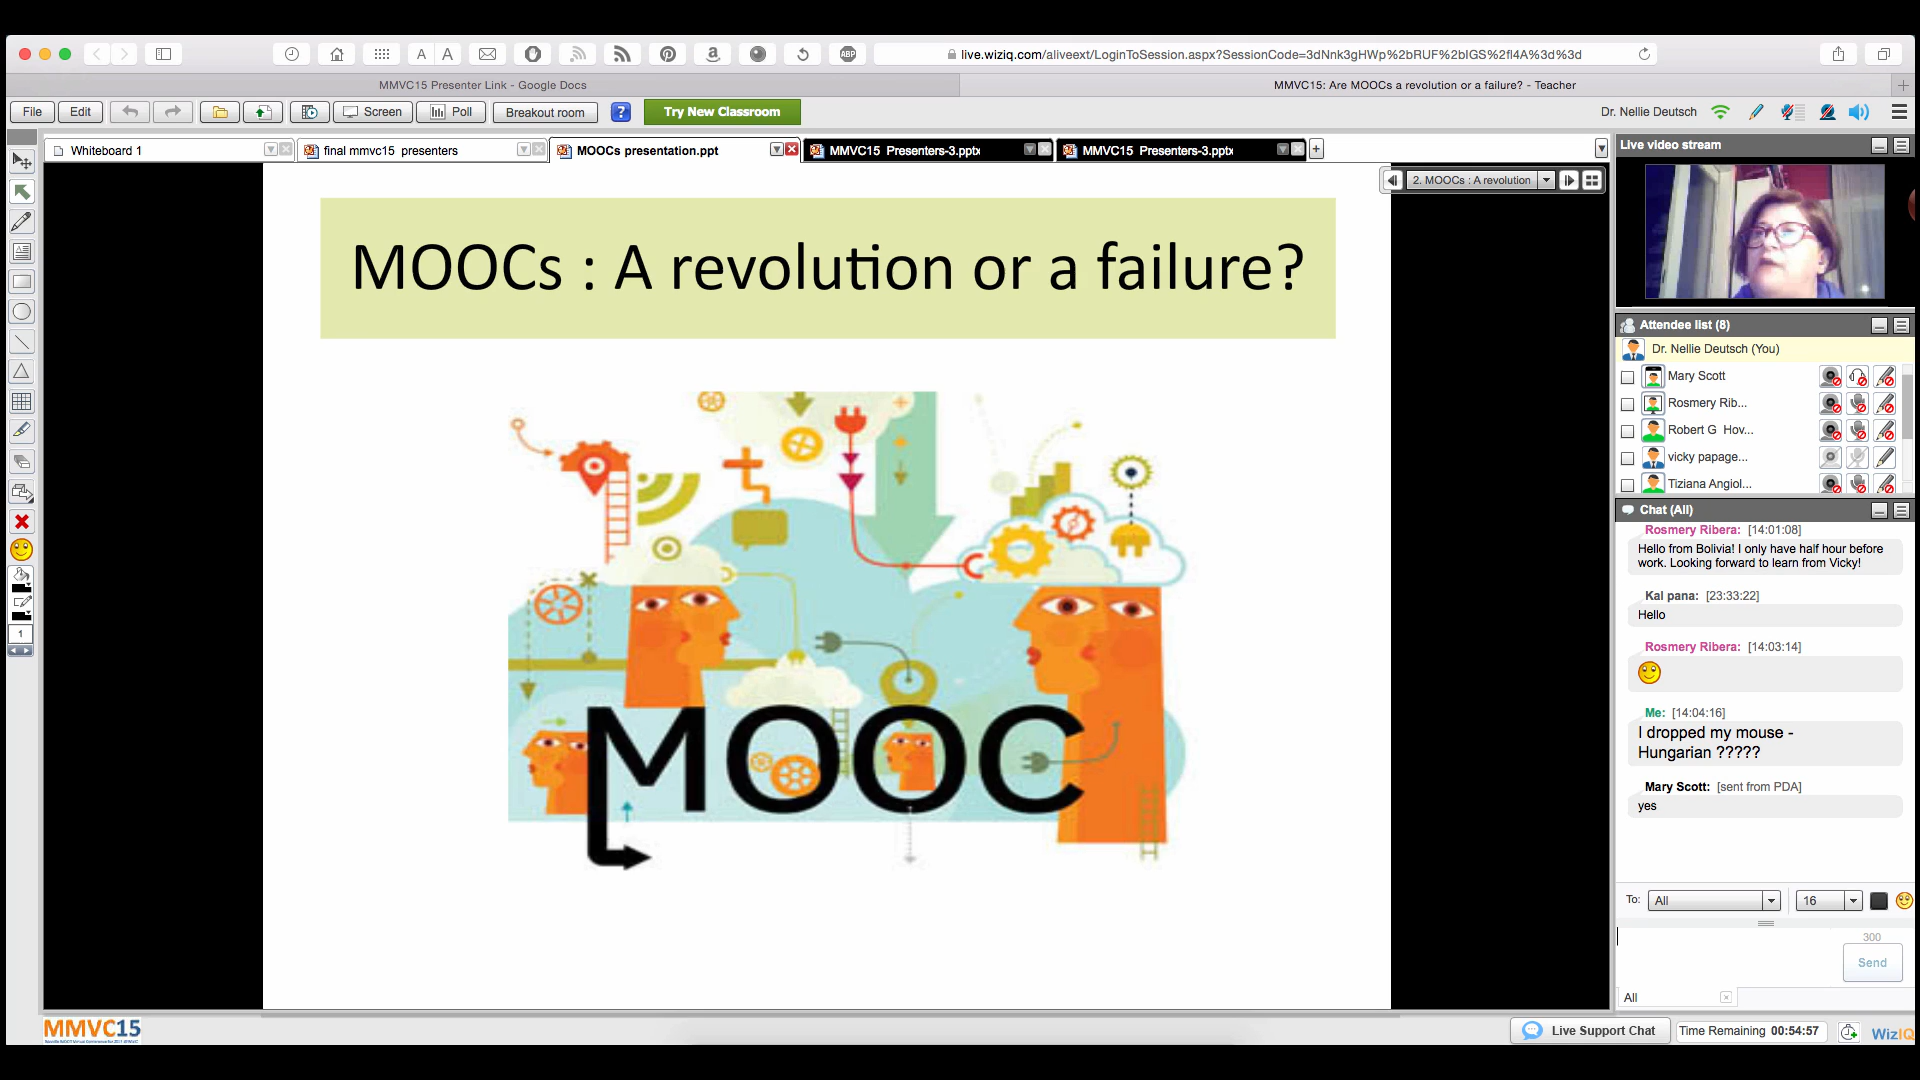 live.wiziq.com/aliveext/LoginToSession.aspx?SessionCode=3dNnk3gHWp%2bRUF%2bIGS%2fl4A%3d%3d
A A
a
ABP
MMVC15 Presenter Link - Google Docs
MMVC15: Are MOOCs a revolution or a failure? - Teacher
File
Edit
Screen
Poll
Breakout room
?
Try New Classroom
Dr. Nellie Deutsch
Whiteboard 1
final mmvc15 presenters
MOOCs presentation.ppt
MMVC15 Presenters-3.pptx
MMVC15 Presenters-3.pptx
2. MOOCs : A revolution
MOOCs : A revolution or a failure?
MOOC
1
Live video stream
Attendee list (8)
Dr. Nellie Deutsch (You)
Mary Scott
Rosmery Rib...
Robert G Hov...
vicky papage...
Tiziana Angiol...
Chat (All)
Rosmery Ribera: [14:01:08]
Hello from Bolivia! I only have half hour before
work. Looking forward to learn from Vicky!
Kal pana: [23:33:22]
Hello
Rosmery Ribera: [14:03:14]
Me: [14:04:16]
I dropped my mouse -
Hungarian ?????
Mary Scott: [sent from PDA]
yes
To:
All
16
300
Send
All
MMVC15
Live Support Chat
Time Remaining 00:54:57
WizIQ